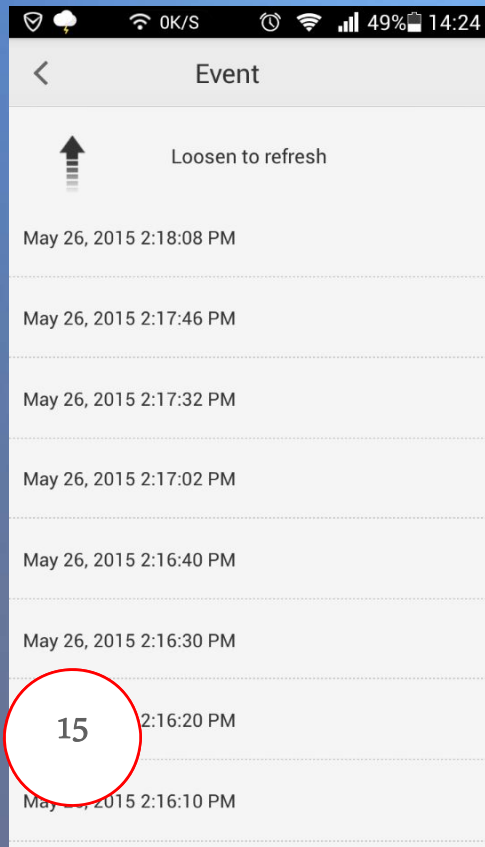 0K/S 49% 14:24
Event
Loosen to refresh
May 26, 2015 2:18:08 PM
May 26, 2015 2:17:46 PM
May 26, 2015 2:17:32 PM
May 26, 2015 2:17:02 PM
May 26, 2015 2:16:40 PM
May 26, 2015 2:16:30 PM
15 2:16:20 PM
May 2015 2:16:10 PM